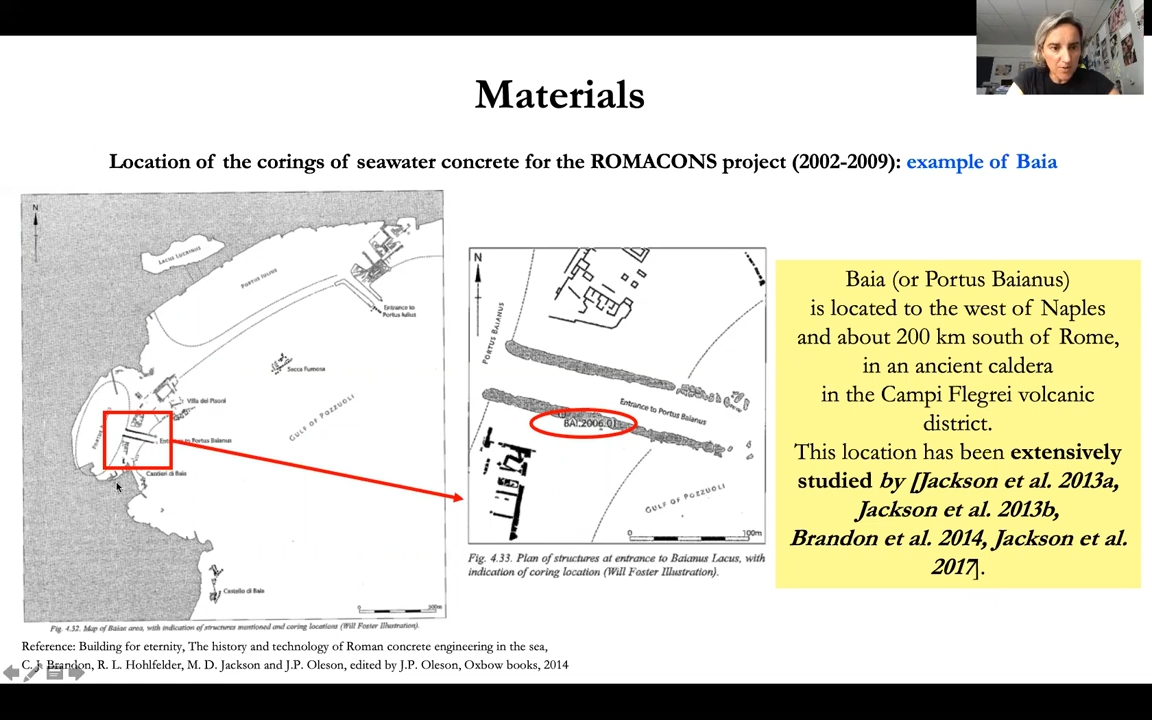 Materials
Location of the corings of seawater concrete for the ROMACONS project (2002-2009): example of Baia
N
LACUS LUCRINUS
PORTUS IULIUS
Entrance to
Portus Iulius
Secca Fumosa
Villa dei Pisoni
GULF OF POZZUOLI
Entrance to Portus Baianus
Cantieri di Baia
Castello di Baia
Fig. 4.32. Map of Baiae area, with indication of structures mentioned and coring locations (Will Foster Illustration).
N
PORTUS BAIANUS
Entrance to Portus Baianus
BAI.2006.01
GULF OF POZZUOLI
0
100m
Fig. 4.33. Plan of structures at entrance to Baianus Lacus, with
indication of coring location (Will Foster Illustration).
Baia (or Portus Baianus)
is located to the west of Naples
and about 200 km south of Rome,
in an ancient caldera
in the Campi Flegrei volcanic
district.
This location has been extensively
studied by [Jackson et al. 2013a,
Jackson et al. 2013b,
Brandon et al. 2014, Jackson et al.
2017].
Reference: Building for eternity, The history and technology of Roman concrete engineering in the sea,
C. J. Brandon, R. L. Hohlfelder, M. D. Jackson and J.P. Oleson, edited by J.P. Oleson, Oxbow books, 2014